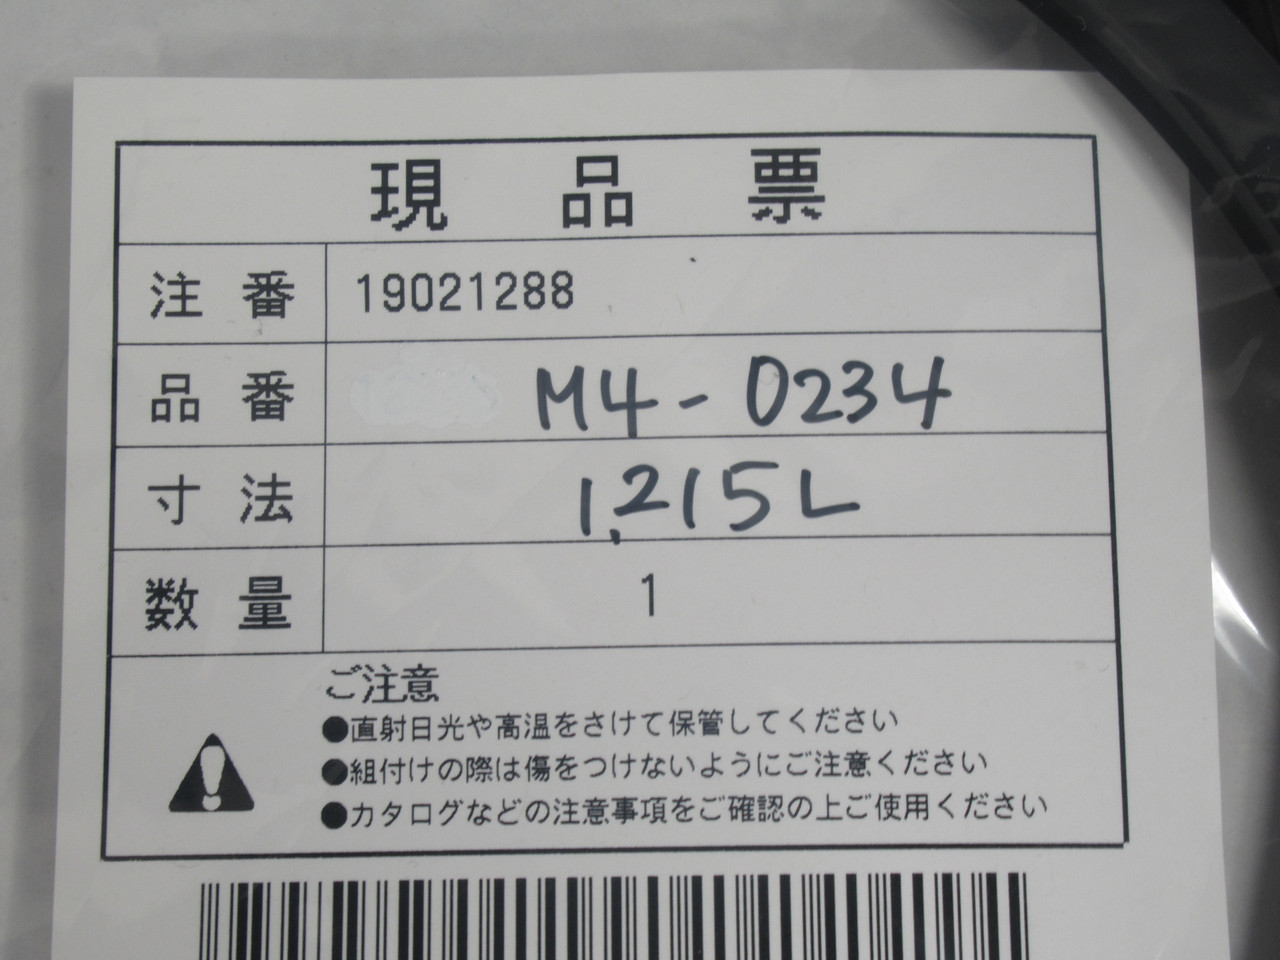 現品票
注番 19021288
品番 M4-0234
寸法 1,215L
数量 1
ご注意
●直射日光や高温をさけて保管してください
●組付けの際は傷をつけないようにご注意ください
●カタログなどの注意事項をご確認の上ご使用ください